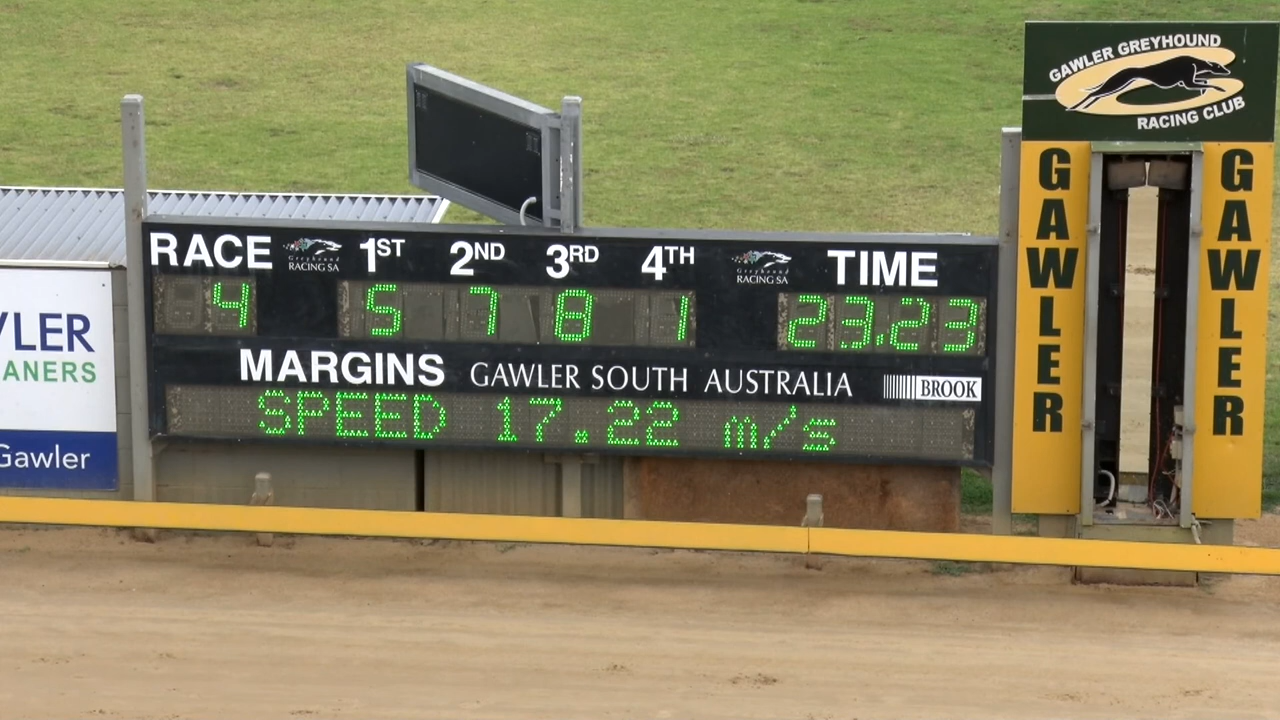 GAWLER GREYHOUND
RACING CLUB
GAWLER
GAWLER
RACE 1ST 2ND 3RD 4TH TIME
Greyhound
RACING SA
Greyhound
RACING SA
4 5 7 8 1 23.23
MARGINS GAWLER SOUTH AUSTRALIA BROOK
SPEED 17.22 m/s
LER
ANERS
Gawler